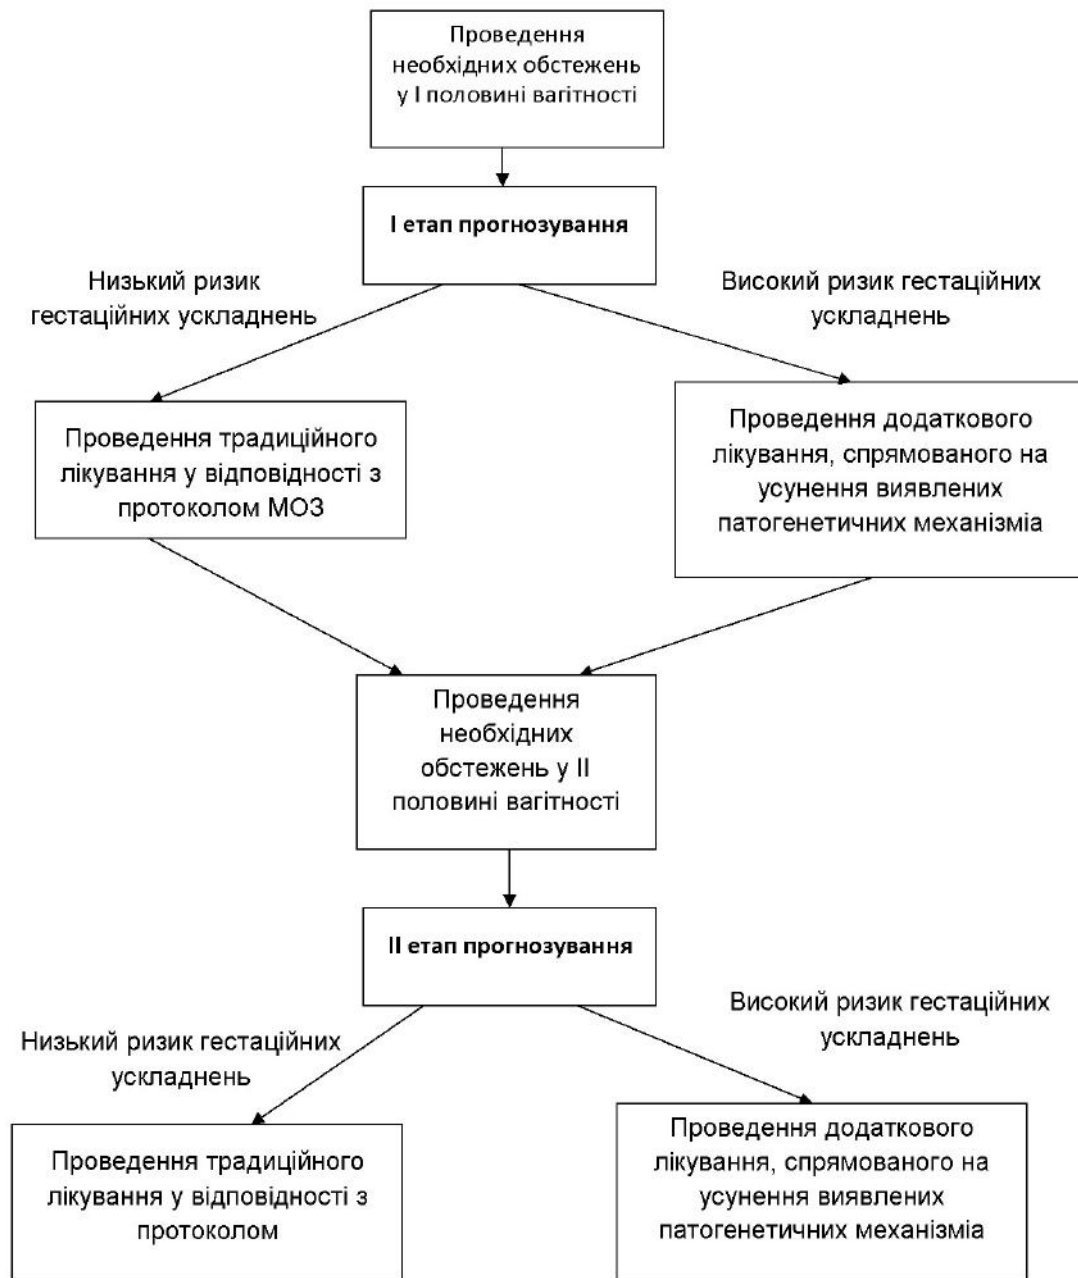 Проведення
необхідних обстежень
у І половині вагітності
І етап прогнозування
Низький ризик
гестаційних ускладнень
Високий ризик гестаційних
ускладнень
Проведення традиційного
лікування у відповідності з
протоколом МОЗ
Проведення додаткового
лікування, спрямованого на
усунення виявлених
патогенетичних механізміа
Проведення
необхідних
обстежень у ІІ
половині вагітності
ІІ етап прогнозування
Низький ризик гестаційних
ускладнень
Високий ризик гестаційних
ускладнень
Проведення традиційного
лікування у відповідності з
протоколом
Проведення додаткового
лікування, спрямованого на
усунення виявлених
патогенетичних механізміа